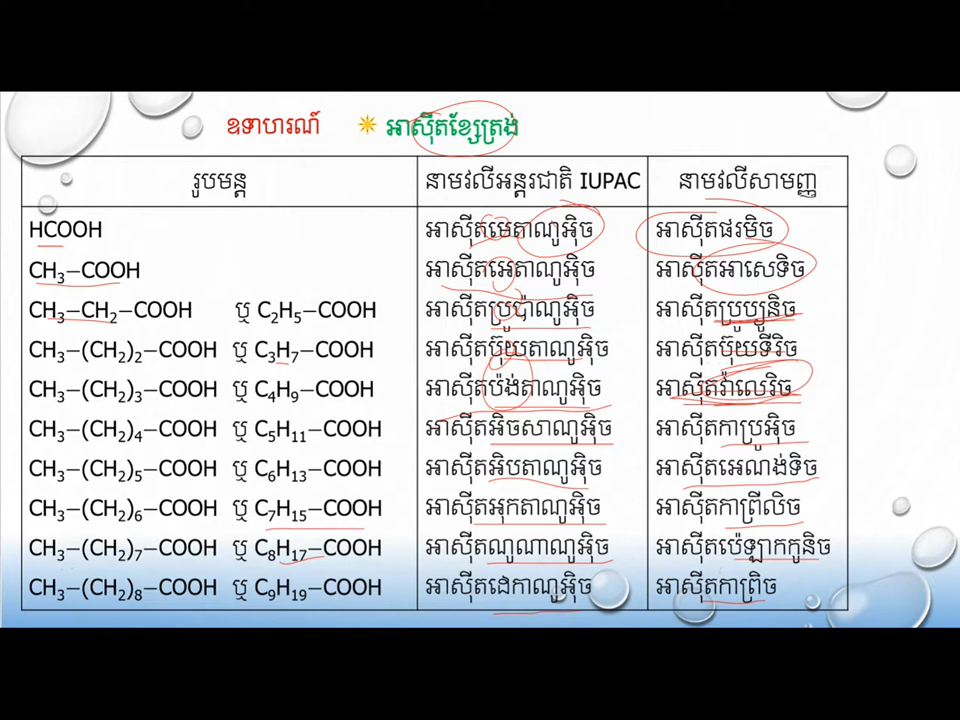 ឧទាហរណ៍ ☀ អាស៊ីតខ្សែត្រង់
រូបមន្ត នាមវលីអន្តរជាតិ IUPAC នាមវលីសាមញ្ញ
HCOOH អាស៊ីតមេតាណូអ៊ិច អាស៊ីតផរមិច
CH₃–COOH អាស៊ីតអេតាណូអ៊ិច អាស៊ីតអាសេទិច
CH₃–CH₂–COOH ឬ C₂H₅–COOH អាស៊ីតប្រូប៉ាណូអ៊ិច អាស៊ីតប្រូប្យូនិច
CH₃–(CH₂)₂–COOH ឬ C₃H₇–COOH អាស៊ីតប៊ុយតាណូអ៊ិច អាស៊ីតប៊ុយទីរិច
CH₃–(CH₂)₃–COOH ឬ C₄H₉–COOH អាស៊ីតប៉ង់តាណូអ៊ិច អាស៊ីតវ៉ាលេរិច
CH₃–(CH₂)₄–COOH ឬ C₅H₁₁–COOH អាស៊ីតអិចសាណូអ៊ិច អាស៊ីតកាប្រូអ៊ិច
CH₃–(CH₂)₅–COOH ឬ C₆H₁₃–COOH អាស៊ីតអិបតាណូអ៊ិច អាស៊ីតអេណង់ទិច
CH₃–(CH₂)₆–COOH ឬ C₇H₁₅–COOH អាស៊ីតអុកតាណូអ៊ិច អាស៊ីតកាព្រីលិច
CH₃–(CH₂)₇–COOH ឬ C₈H₁₇–COOH អាស៊ីតណូណាណូអ៊ិច អាស៊ីតប៉េឡាកកូនិច
CH₃–(CH₂)₈–COOH ឬ C₉H₁₉–COOH អាស៊ីតដេកាណូអ៊ិច អាស៊ីតកាព្រិច